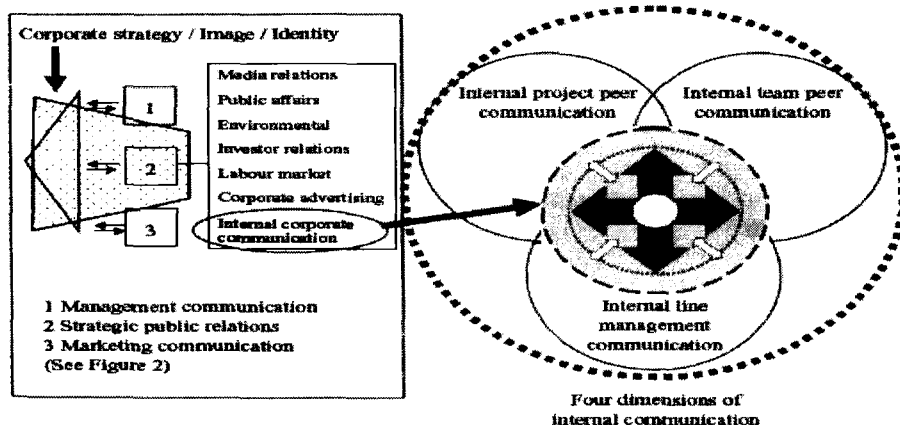 Corporate strategy / Image / Identity
1
2
3
Media relations
Public affairs
Environmental
Investor relations
Labour market
Corporate advertising
Internal corporate
communication
1 Management communication
2 Strategic public relations
3 Marketing communication
(See Figure 2)
Internal project peer
communication
Internal team peer
communication
Internal line
management
communication
Four dimensions of
internal communication